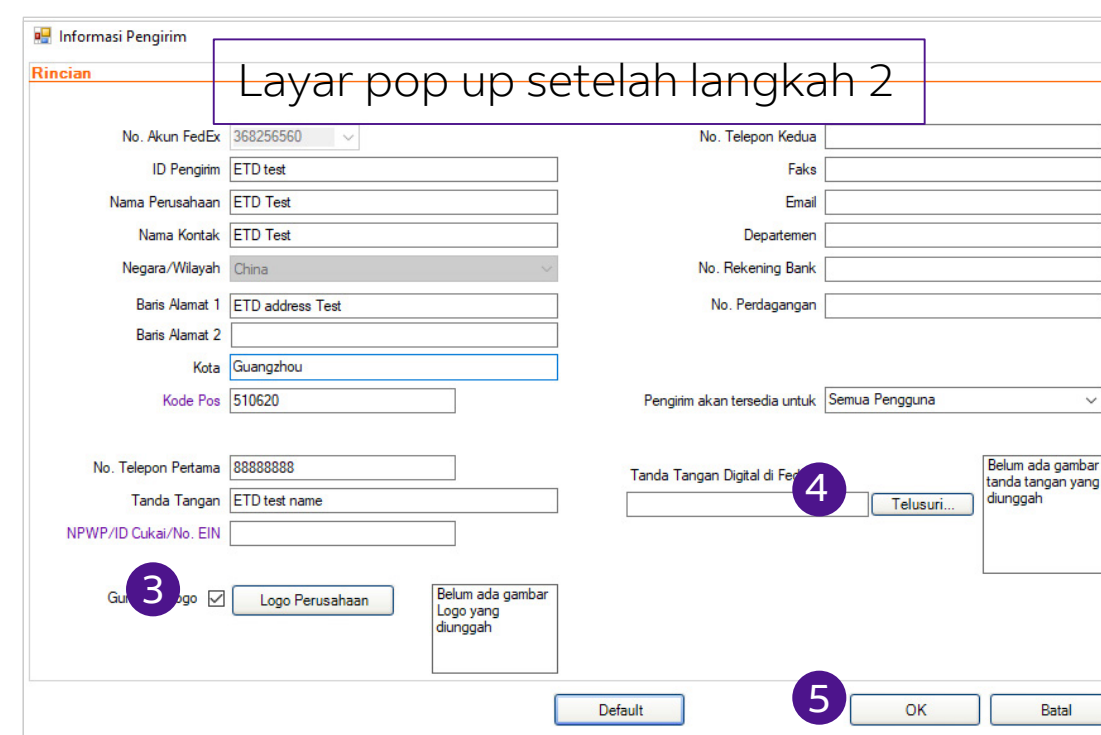 Informasi Pengirim
Layar pop up setelah langkah 2
Rincian
No. Akun FedEx 368256560
ID Pengirim ETD test
Nama Perusahaan ETD Test
Nama Kontak ETD Test
Negara/Wilayah China
Baris Alamat 1 ETD address Test
Baris Alamat 2
Kota Guangzhou
Kode Pos 510620
No. Telepon Pertama 88888888
Tanda Tangan ETD test name
NPWP/ID Cukai/No. EIN
3
Logo Perusahaan
Belum ada gambar
Logo yang
diunggah
No. Telepon Kedua
Faks
Email
Departemen
No. Rekening Bank
No. Perdagangan
Pengirim akan tersedia untuk Semua Pengguna
Tanda Tangan Digital di
4
Telusuri...
Belum ada gambar
tanda tangan yang
diunggah
Default
5
OK
Batal